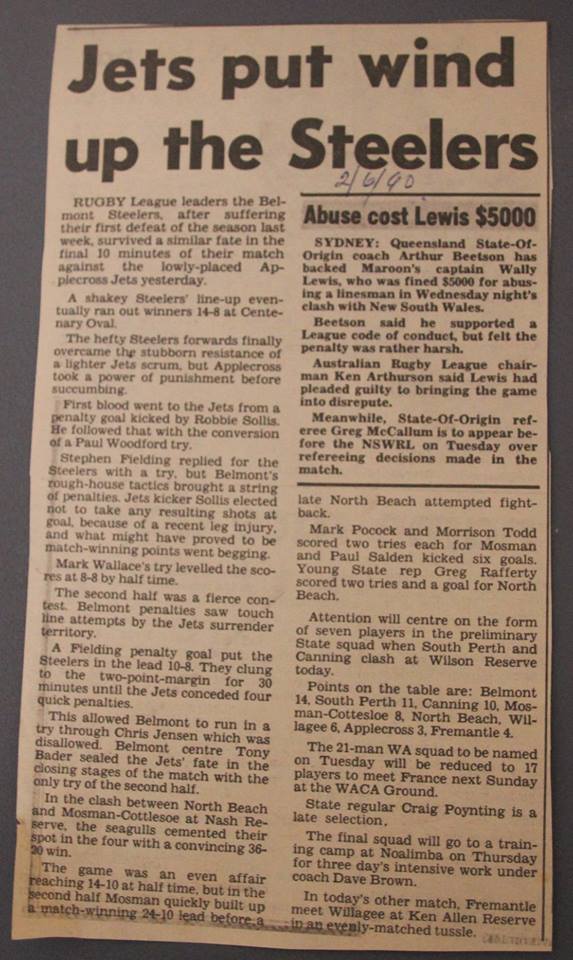 Jets put wind
up the Steelers
2/6/90
RUGBY League leaders the Bel-
mont Steelers, after suffering
their first defeat of the season last
week, survived a similar fate in the
final 10 minutes of their match
against the lowly-placed Ap-
plecross Jets yesterday.
A shakey Steelers' line-up even-
tually ran out winners 14-8 at Cente-
nary Oval.
The hefty Steelers forwards finally
overcame the stubborn resistance of
a lighter Jets scrum, but Applecross
took a power of punishment before
succumbing.
First blood went to the Jets from a
penalty goal kicked by Robbie Sollis.
He followed that with the conversion
of a Paul Woodford try.
Stephen Fielding replied for the
Steelers with a try, but Belmont's
rough-house tactics brought a string
of penalties. Jets kicker Sollis elected
not to take any resulting shots at
goal, because of a recent leg injury,
and what might have proved to be
match-winning points went begging.
Mark Wallace's try levelled the sco-
res at 8-8 by half time.
The second half was a fierce con-
test. Belmont penalties saw touch
line attempts by the Jets surrender
territory.
A Fielding penalty goal put the
Steelers in the lead 10-8. They clung
to the two-point-margin for 30
minutes until the Jets conceded four
quick penalties.
This allowed Belmont to run in a
try through Chris Jensen which was
disallowed. Belmont centre Tony
Bader sealed the Jets' fate in the
closing stages of the match with the
only try of the second half.
In the clash between North Beach
and Mosman-Cottlesoe at Nash Re-
serve, the seagulls cemented their
spot in the four with a convincing 36-
20 win.
The game was an even affair
reaching 14-10 at half time, but in the
second half Mosman quickly built up
a match-winning 24-10 lead before a
Abuse cost Lewis $5000
SYDNEY: Queensland State-Of-
Origin coach Arthur Beetson has
backed Maroon's captain Wally
Lewis, who was fined $5000 for abus-
ing a linesman in Wednesday night's
clash with New South Wales.
Beetson said he supported a
League code of conduct, but felt the
penalty was rather harsh.
Australian Rugby League chair-
man Ken Arthurson said Lewis had
pleaded guilty to bringing the game
into disrepute.
Meanwhile, State-Of-Origin ref-
eree Greg McCallum is to appear be-
fore the NSWRL on Tuesday over
refereeing decisions made in the
match.
late North Beach attempted fight-
back.
Mark Pocock and Morrison Todd
scored two tries each for Mosman
and Paul Salden kicked six goals.
Young State rep Greg Rafferty
scored two tries and a goal for North
Beach.
Attention will centre on the form
of seven players in the preliminary
State squad when South Perth and
Canning clash at Wilson Reserve
today.
Points on the table are: Belmont
14, South Perth 11, Canning 10, Mos-
man-Cottesloe 8, North Beach, Wil-
lagee 6, Applecross 3, Fremantle 4.
The 21-man WA squad to be named
on Tuesday will be reduced to 17
players to meet France next Sunday
at the WACA Ground.
State regular Craig Poynting is a
late selection.
The final squad will go to a train-
ing camp at Noalimba on Thursday
for three day's intensive work under
coach Dave Brown.
In today's other match, Fremantle
meet Willagee at Ken Allen Reserve
in an evenly-matched tussle.